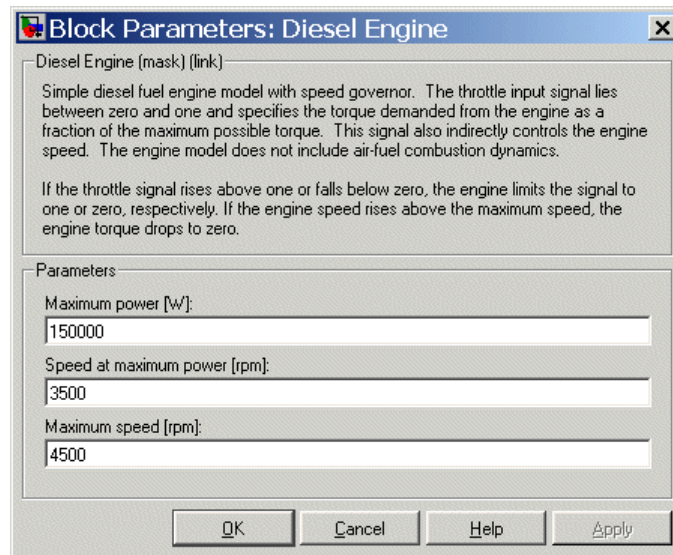 Block Parameters: Diesel Engine
Diesel Engine (mask) (link)
Simple diesel fuel engine model with speed governor.  The throttle input signal lies
between zero and one and specifies the torque demanded from the engine as a
fraction of the maximum possible torque.  This signal also indirectly controls the engine
speed.  The engine model does not include air-fuel combustion dynamics.
If the throttle signal rises above one or falls below zero, the engine limits the signal to
one or zero, respectively. If the engine speed rises above the maximum speed, the
engine torque drops to zero.
Parameters
Maximum power [W]:
150000
Speed at maximum power [rpm]:
3500
Maximum speed [rpm]:
4500
OK Cancel Help Apply